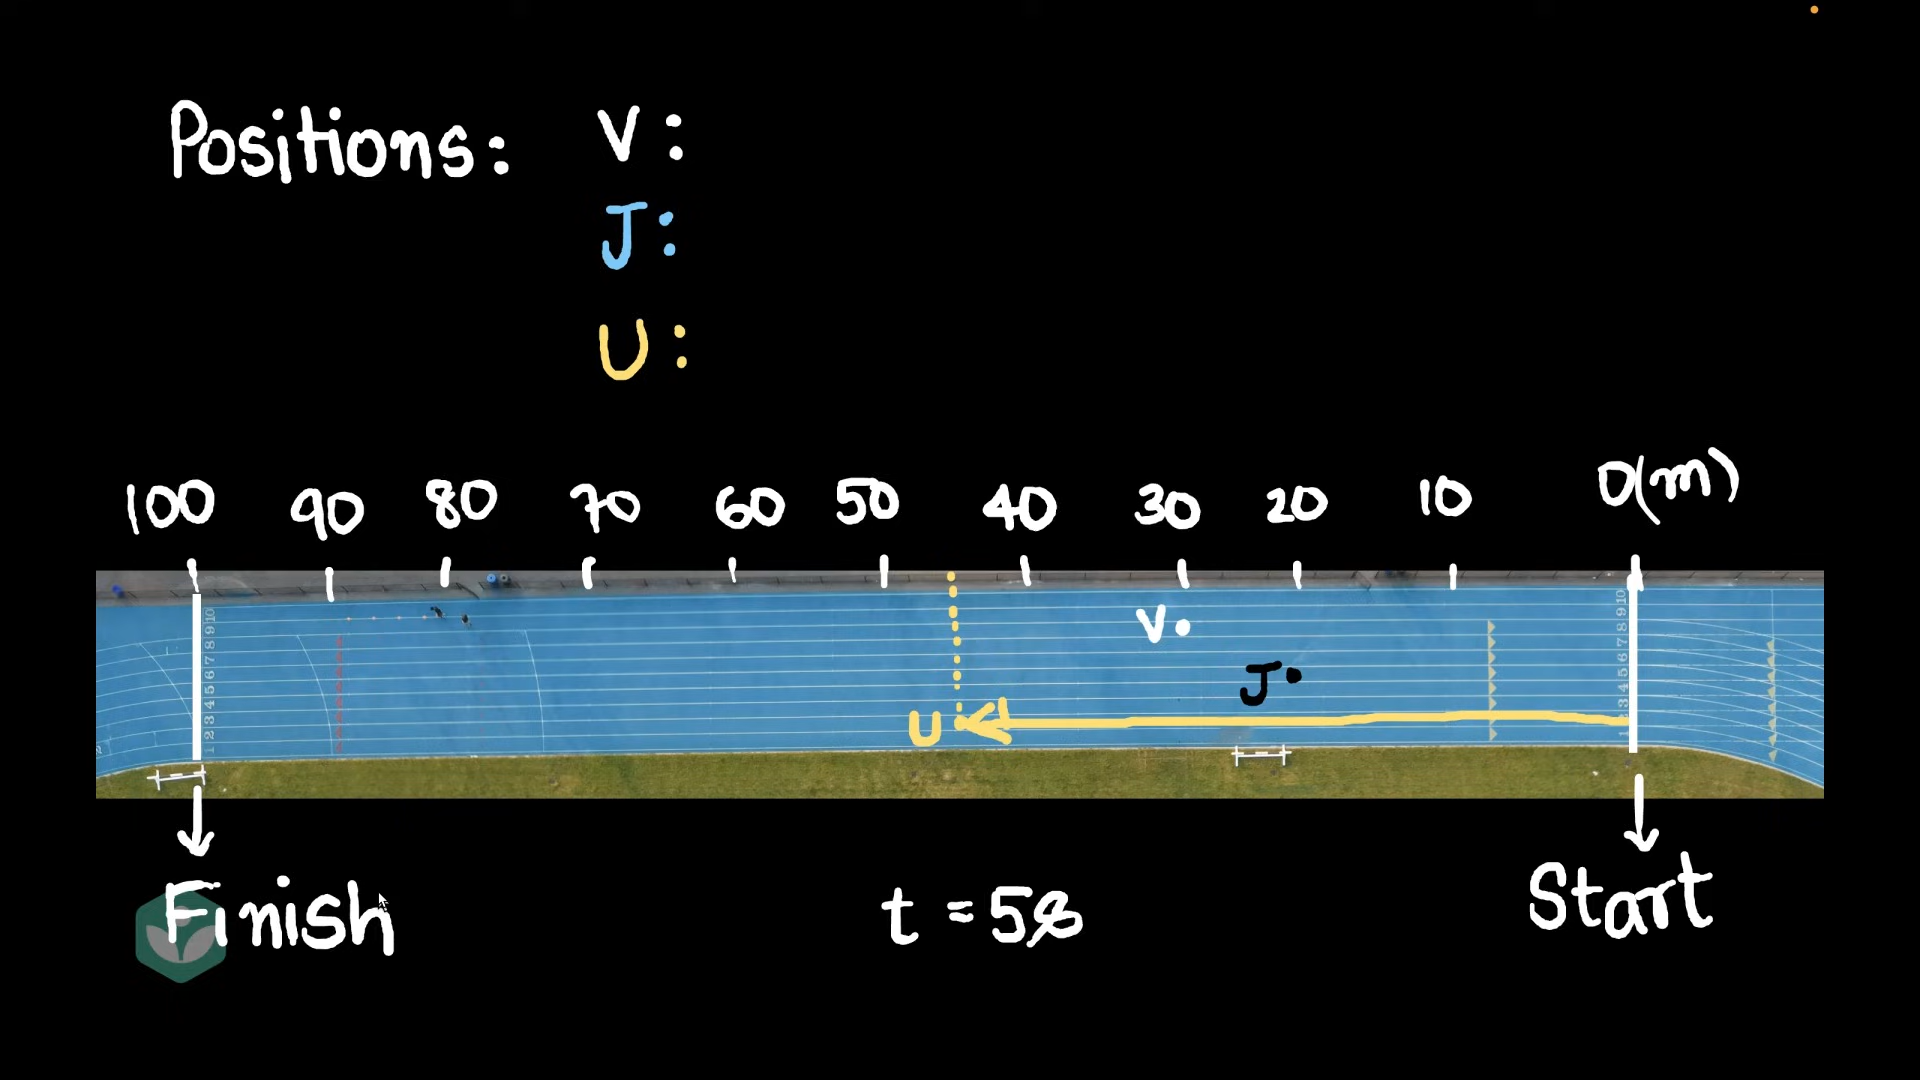 Positions: V:
J:
U:
100 90 80 70 60 50 40 30 20 10 0(m)
V
J
U
Finish t = 5s Start